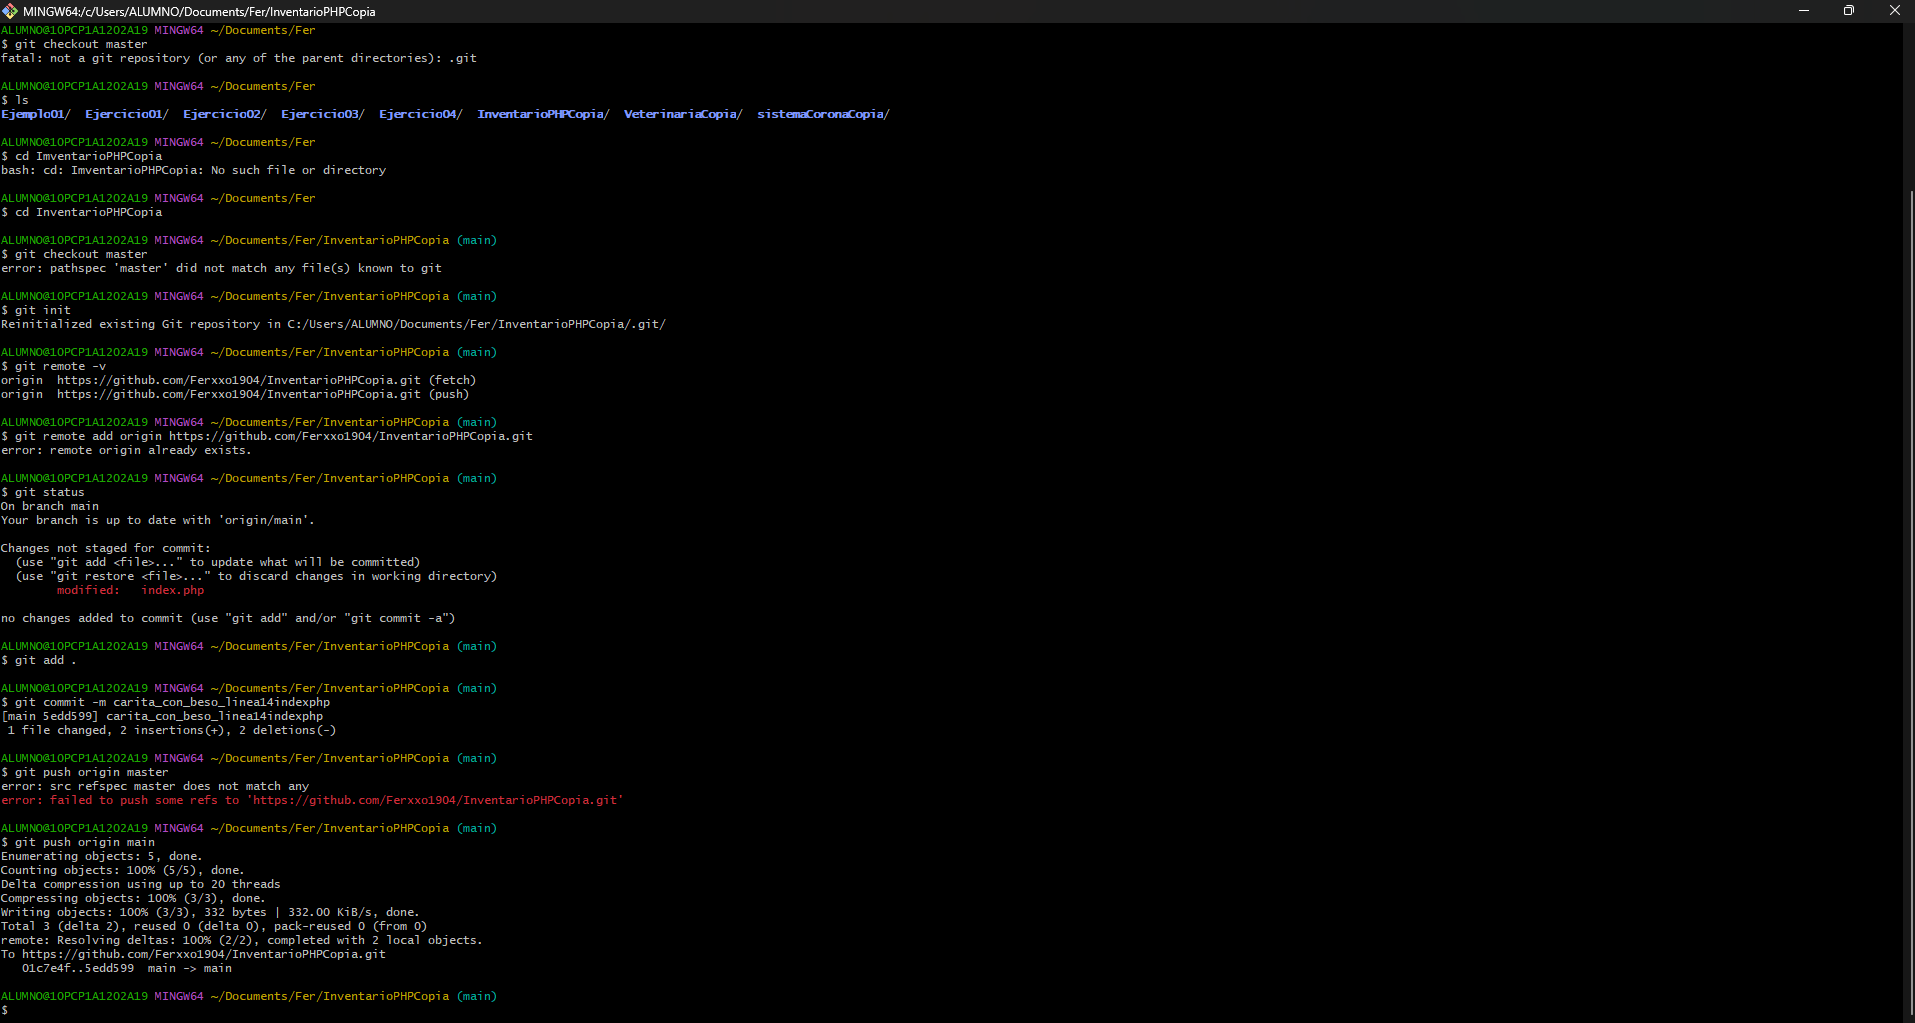 MINGW64:/c/Users/ALUMNO/Documents/Fer/InventarioPHPCopia
ALUMNO@10PCP1A1202A19 MINGW64 ~/Documents/Fer
$ git checkout master
fatal: not a git repository (or any of the parent directories): .git
ALUMNO@10PCP1A1202A19 MINGW64 ~/Documents/Fer
$ ls
Ejemplo01/  Ejercicio01/  Ejercicio02/  Ejercicio03/  Ejercicio04/  InventarioPHPCopia/  VeterinariaCopia/  sistemaCoronaCopia/
ALUMNO@10PCP1A1202A19 MINGW64 ~/Documents/Fer
$ cd ImventarioPHPCopia
bash: cd: ImventarioPHPCopia: No such file or directory
ALUMNO@10PCP1A1202A19 MINGW64 ~/Documents/Fer
$ cd InventarioPHPCopia
ALUMNO@10PCP1A1202A19 MINGW64 ~/Documents/Fer/InventarioPHPCopia (main)
$ git checkout master
error: pathspec 'master' did not match any file(s) known to git
ALUMNO@10PCP1A1202A19 MINGW64 ~/Documents/Fer/InventarioPHPCopia (main)
$ git init
Reinitialized existing Git repository in C:/Users/ALUMNO/Documents/Fer/InventarioPHPCopia/.git/
ALUMNO@10PCP1A1202A19 MINGW64 ~/Documents/Fer/InventarioPHPCopia (main)
$ git remote -v
origin  https://github.com/Ferxxo1904/InventarioPHPCopia.git (fetch)
origin  https://github.com/Ferxxo1904/InventarioPHPCopia.git (push)
ALUMNO@10PCP1A1202A19 MINGW64 ~/Documents/Fer/InventarioPHPCopia (main)
$ git remote add origin https://github.com/Ferxxo1904/InventarioPHPCopia.git
error: remote origin already exists.
ALUMNO@10PCP1A1202A19 MINGW64 ~/Documents/Fer/InventarioPHPCopia (main)
$ git status
On branch main
Your branch is up to date with 'origin/main'.
Changes not staged for commit:
  (use "git add <file>..." to update what will be committed)
  (use "git restore <file>..." to discard changes in working directory)
        modified:   index.php
no changes added to commit (use "git add" and/or "git commit -a")
ALUMNO@10PCP1A1202A19 MINGW64 ~/Documents/Fer/InventarioPHPCopia (main)
$ git add .
ALUMNO@10PCP1A1202A19 MINGW64 ~/Documents/Fer/InventarioPHPCopia (main)
$ git commit -m carita_con_beso_linea14indexphp
[main 5edd599] carita_con_beso_linea14indexphp
 1 file changed, 2 insertions(+), 2 deletions(-)
ALUMNO@10PCP1A1202A19 MINGW64 ~/Documents/Fer/InventarioPHPCopia (main)
$ git push origin master
error: src refspec master does not match any
error: failed to push some refs to 'https://github.com/Ferxxo1904/InventarioPHPCopia.git'
ALUMNO@10PCP1A1202A19 MINGW64 ~/Documents/Fer/InventarioPHPCopia (main)
$ git push origin main
Enumerating objects: 5, done.
Counting objects: 100% (5/5), done.
Delta compression using up to 20 threads
Compressing objects: 100% (3/3), done.
Writing objects: 100% (3/3), 332 bytes | 332.00 KiB/s, done.
Total 3 (delta 2), reused 0 (delta 0), pack-reused 0 (from 0)
remote: Resolving deltas: 100% (2/2), completed with 2 local objects.
To https://github.com/Ferxxo1904/InventarioPHPCopia.git
   01c7e4f..5edd599  main -> main
ALUMNO@10PCP1A1202A19 MINGW64 ~/Documents/Fer/InventarioPHPCopia (main)
$